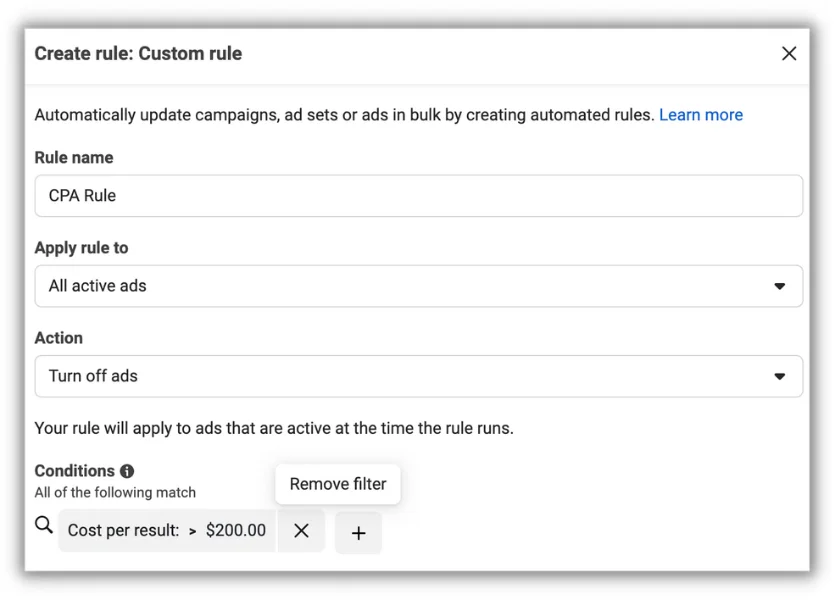 Create rule: Custom rule
Automatically update campaigns, ad sets or ads in bulk by creating automated rules. Learn more
Rule name
CPA Rule
Apply rule to
All active ads
Action
Turn off ads
Your rule will apply to ads that are active at the time the rule runs.
Conditions
All of the following match
Remove filter
Cost per result: > $200.00